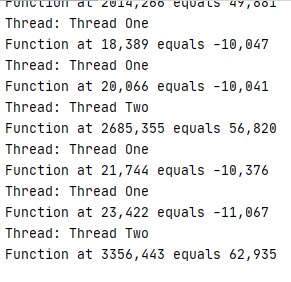 Function at 2014,266 equals 49,881
Thread: Thread One
Function at 18,389 equals -10,047
Thread: Thread One
Function at 20,066 equals -10,041
Thread: Thread Two
Function at 2685,355 equals 56,820
Thread: Thread One
Function at 21,744 equals -10,376
Thread: Thread One
Function at 23,422 equals -11,067
Thread: Thread Two
Function at 3356,443 equals 62,935